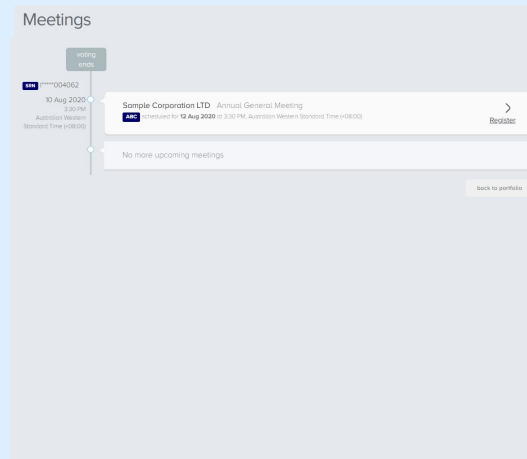 Meetings
voting
ends
SRN ******004062
10 Aug 2020
3:30 PM
Australian Western
Standard Time (+08:00)
Sample Corporation LTD Annual General Meeting
ABC scheduled for 12 Aug 2020 at 3:30 PM, Australian Western Standard Time (+08:00)
Register
No more upcoming meetings
back to portfolio